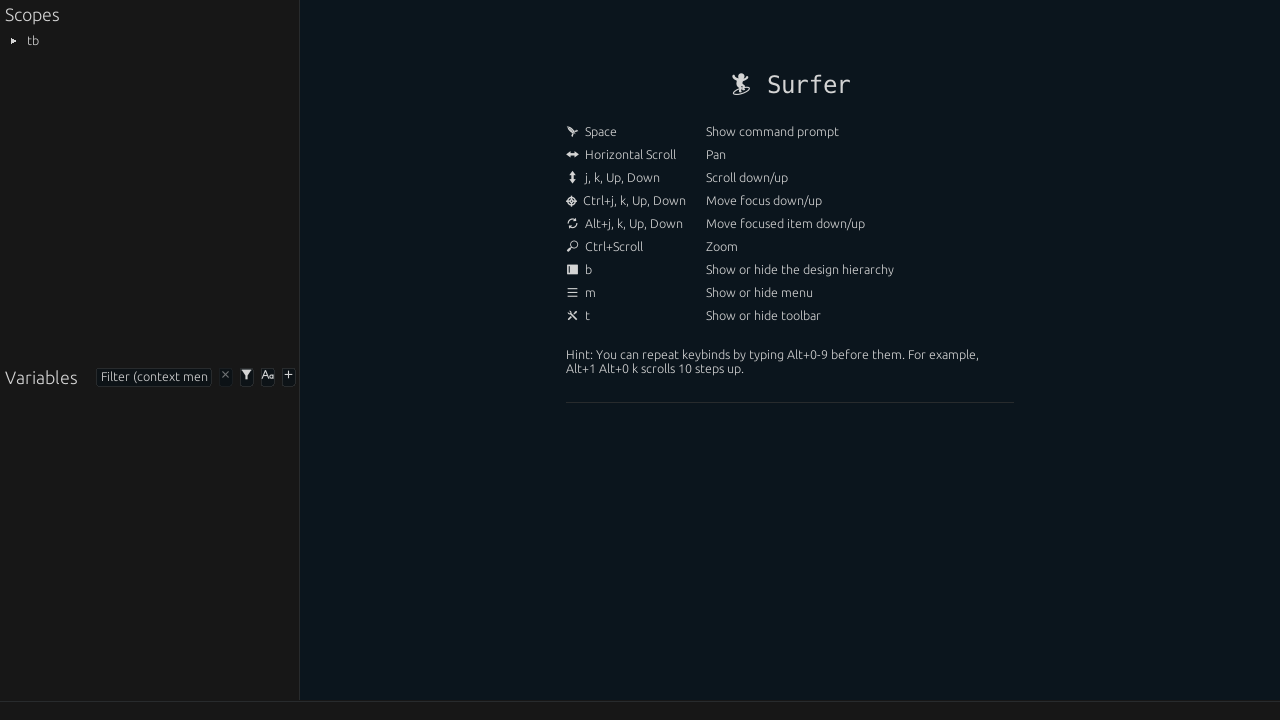 Scopes
tb
Surfer
Space Show command prompt
Horizontal Scroll Pan
j, k, Up, Down Scroll down/up
Ctrl+j, k, Up, Down Move focus down/up
Alt+j, k, Up, Down Move focused item down/up
Ctrl+Scroll Zoom
b Show or hide the design hierarchy
m Show or hide menu
t Show or hide toolbar
Hint: You can repeat keybinds by typing Alt+0-9 before them. For example,
Alt+1 Alt+0 k scrolls 10 steps up.
Variables Filter (context men